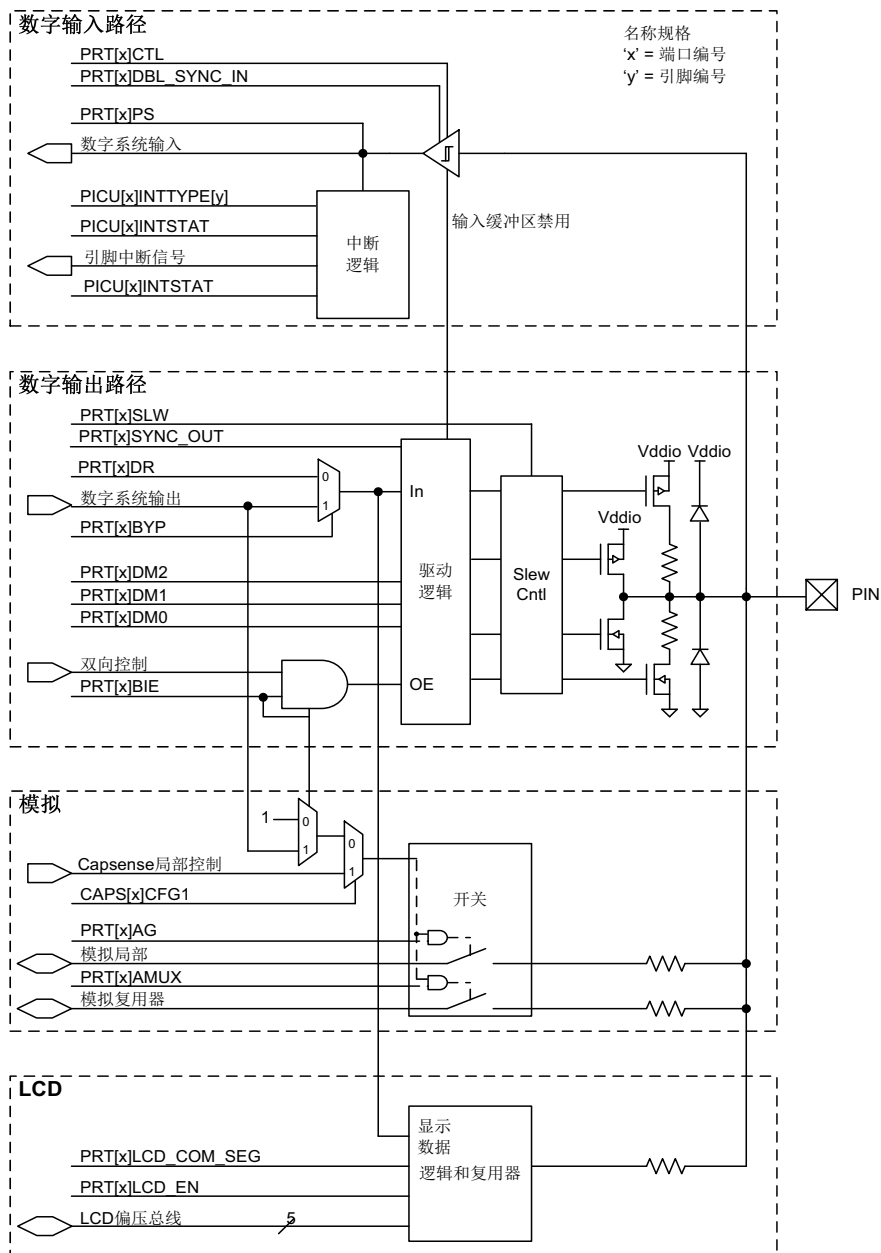 数字输入路径
名称规格
‘x’ = 端口编号
‘y’ = 引脚编号
PRT[x]CTL
PRT[x]DBL_SYNC_IN
PRT[x]PS
数字系统输入
PICU[x]INTTYPE[y]
PICU[x]INTSTAT
引脚中断信号
PICU[x]INTSTAT
中断
逻辑
输入缓冲区禁用
数字输出路径
PRT[x]SLW
PRT[x]SYNC_OUT
PRT[x]DR
数字系统输出
PRT[x]BYP
0
1
In
Vddio Vddio
Vddio
PRT[x]DM2
PRT[x]DM1
PRT[x]DM0
驱动
逻辑
Slew
Cntl
PIN
双向控制
PRT[x]BIE
OE
模拟
1
0
1
0
1
Capsense局部控制
CAPS[x]CFG1
开关
PRT[x]AG
模拟局部
PRT[x]AMUX
模拟复用器
LCD
显示
数据
逻辑和复用器
PRT[x]LCD_COM_SEG
PRT[x]LCD_EN
LCD偏压总线
5